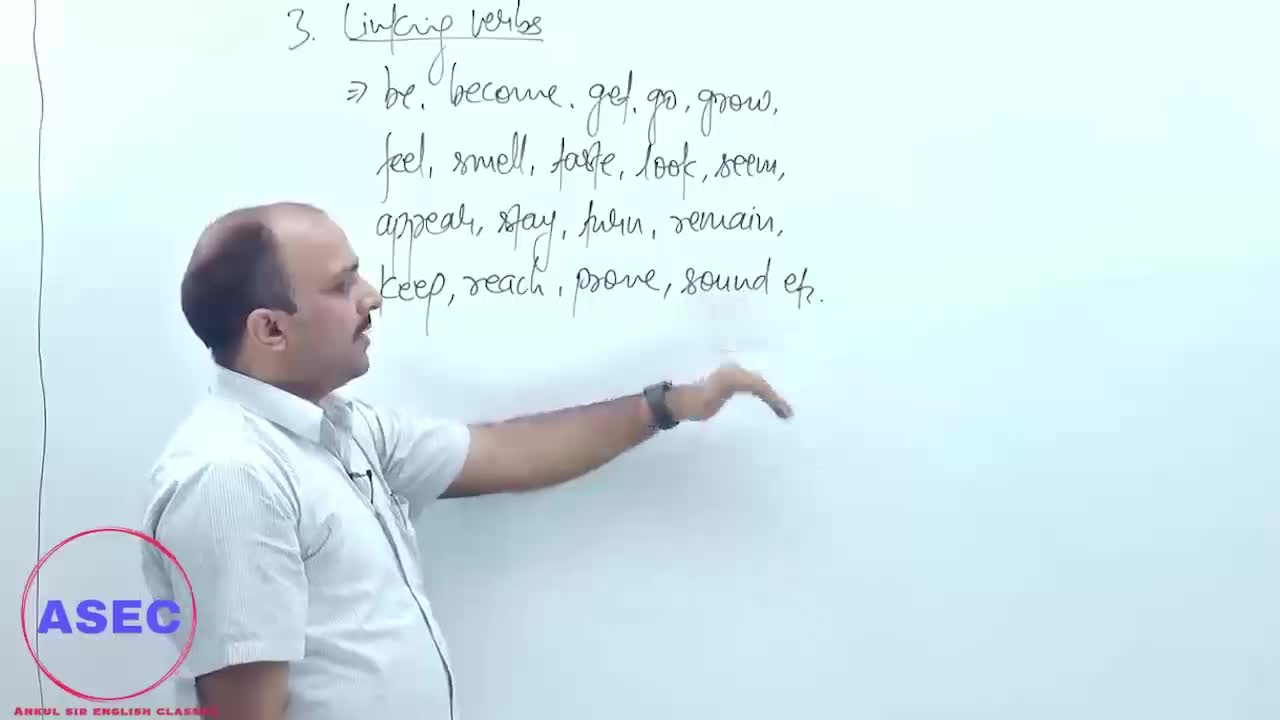 3. Linking verbs
⇒ be, become, get, go, grow,
feel, smell, taste, look, seem,
appear, stay, turn, remain,
keep, reach, prove, sound etc.
ASEC
ANKUL SIR ENGLISH CLASSES